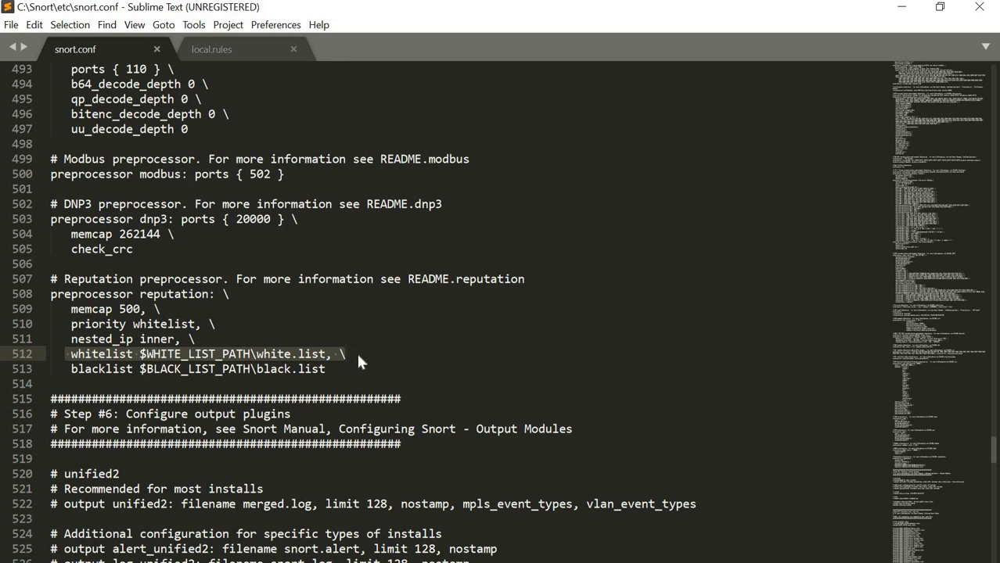 C:\Snort\etc\snort.conf - Sublime Text (UNREGISTERED)
File Edit Selection Find View Goto Tools Project Preferences Help
snort.conf
local.rules
493 ports { 110 } \
494 b64_decode_depth 0 \
495 qp_decode_depth 0 \
496 bitenc_decode_depth 0 \
497 uu_decode_depth 0
498
499 # Modbus preprocessor. For more information see README.modbus
500 preprocessor modbus: ports { 502 }
501
502 # DNP3 preprocessor. For more information see README.dnp3
503 preprocessor dnp3: ports { 20000 } \
504 memcap 262144 \
505 check_crc
506
507 # Reputation preprocessor. For more information see README.reputation
508 preprocessor reputation: \
509 memcap 500, \
510 priority whitelist, \
511 nested_ip inner, \
512 whitelist $WHITE_LIST_PATH\white.list, \
513 blacklist $BLACK_LIST_PATH\black.list
514
515 ###################################################
516 # Step #6: Configure output plugins
517 # For more information, see Snort Manual, Configuring Snort - Output Modules
518 ###################################################
519
520 # unified2
521 # Recommended for most installs
522 # output unified2: filename merged.log, limit 128, nostamp, mpls_event_types, vlan_event_types
523
524 # Additional configuration for specific types of installs
525 # output alert_unified2: filename snort.alert, limit 128, nostamp
526 # output log_unified2: filename snort.log, limit 128, nostamp